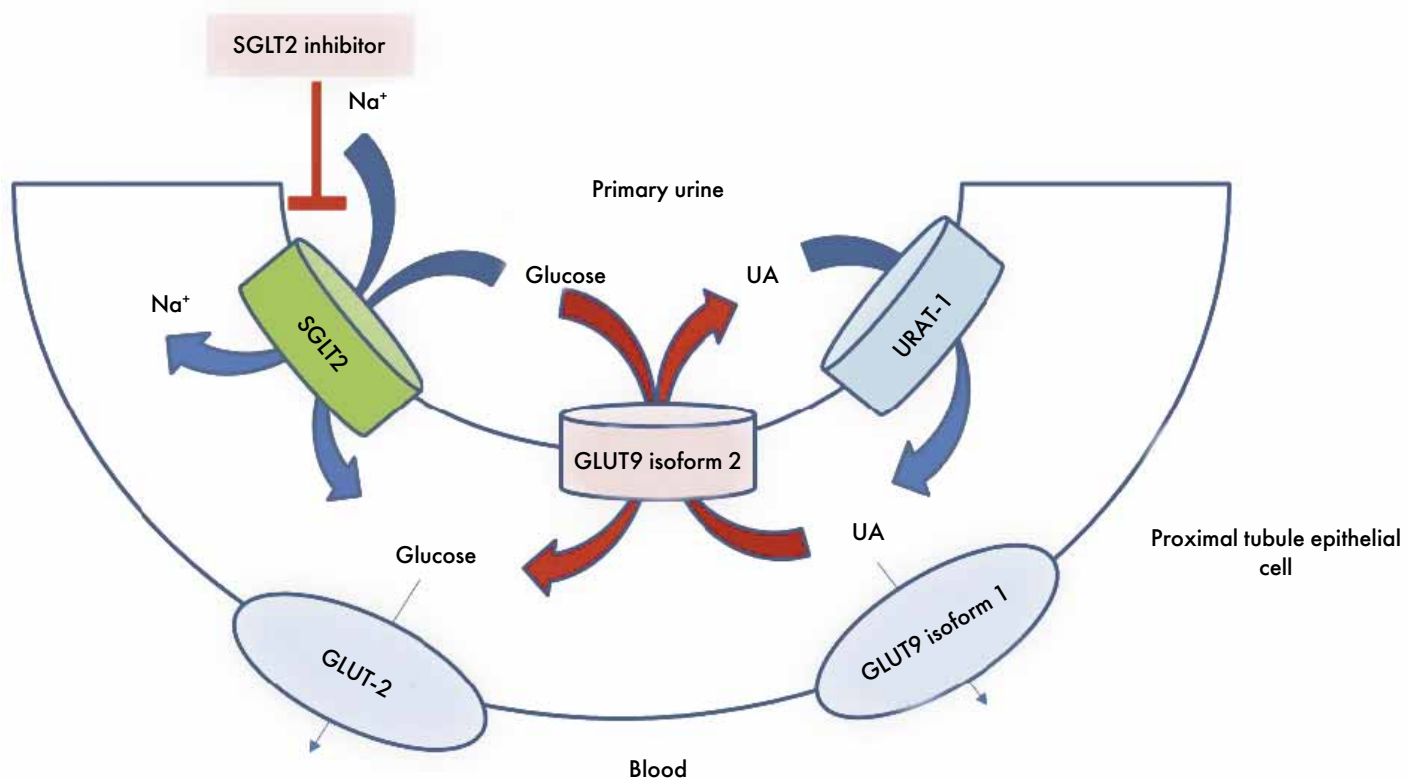 SGLT2 inhibitor
Na⁺
Primary urine
Glucose
UA
Na⁺
SGLT2
URAT-1
GLUT9 isoform 2
Glucose
UA
Proximal tubule epithelial
cell
GLUT-2
GLUT9 isoform 1
Blood